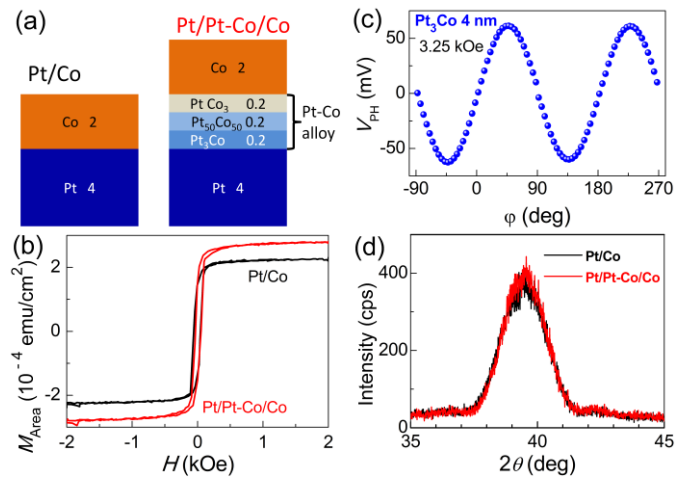 (a)
Pt/Co
Co 2
Pt 4
Pt/Pt-Co/Co
Co 2
Pt Co₃ 0.2
Pt₅₀Co₅₀ 0.2
Pt₃Co 0.2
Pt 4
Pt-Co
alloy
(c)
Pt₃Co 4 nm
3.25 kOe
V_PH (mV)
50
0
-50
-90 0 90 180 270
φ (deg)
(b)
M_Area (10⁻⁴ emu/cm²)
2
0
-2
Pt/Co
Pt/Pt-Co/Co
-2 -1 0 1 2
H (kOe)
(d)
Pt/Co
Pt/Pt-Co/Co
Intensity (cps)
400
200
0
35 40 45
2θ (deg)